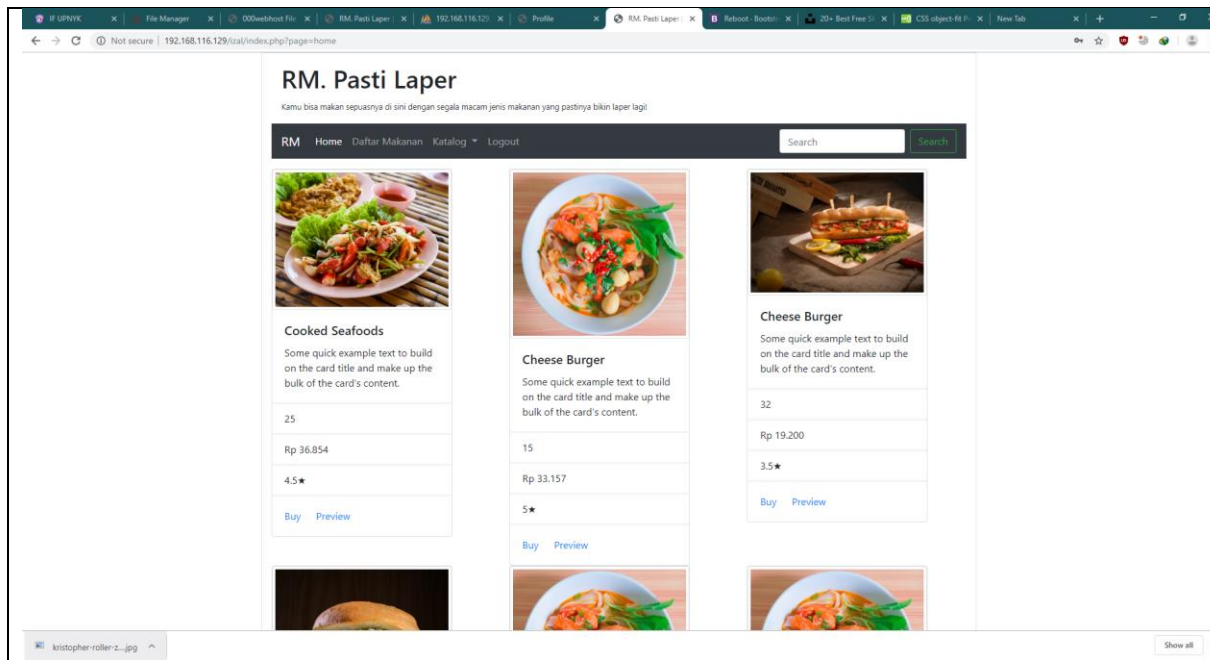 IF UPNYK
File Manager
000webhost File
RM. Pasti Laper |
192.168.116.129
Profile
RM. Pasti Laper |
Reboot · Bootst
20+ Best Free
CSS object-fit P
New Tab
Not secure | 192.168.116.129/izal/index.php?page=home
RM. Pasti Laper
Kamu bisa makan sepuasnya di sini dengan segala macam jenis makanan yang pastinya bikin laper lagi!
RM Home Daftar Makanan Katalog Logout Search Search
Cooked Seafoods
Some quick example text to build
on the card title and make up the
bulk of the card's content.
25
Rp 36.854
4.5★
Buy Preview
Cheese Burger
Some quick example text to build
on the card title and make up the
bulk of the card's content.
15
Rp 33.157
5★
Buy Preview
Cheese Burger
Some quick example text to build
on the card title and make up the
bulk of the card's content.
32
Rp 19.200
3.5★
Buy Preview
kristopher-roller-z....jpg
Show all